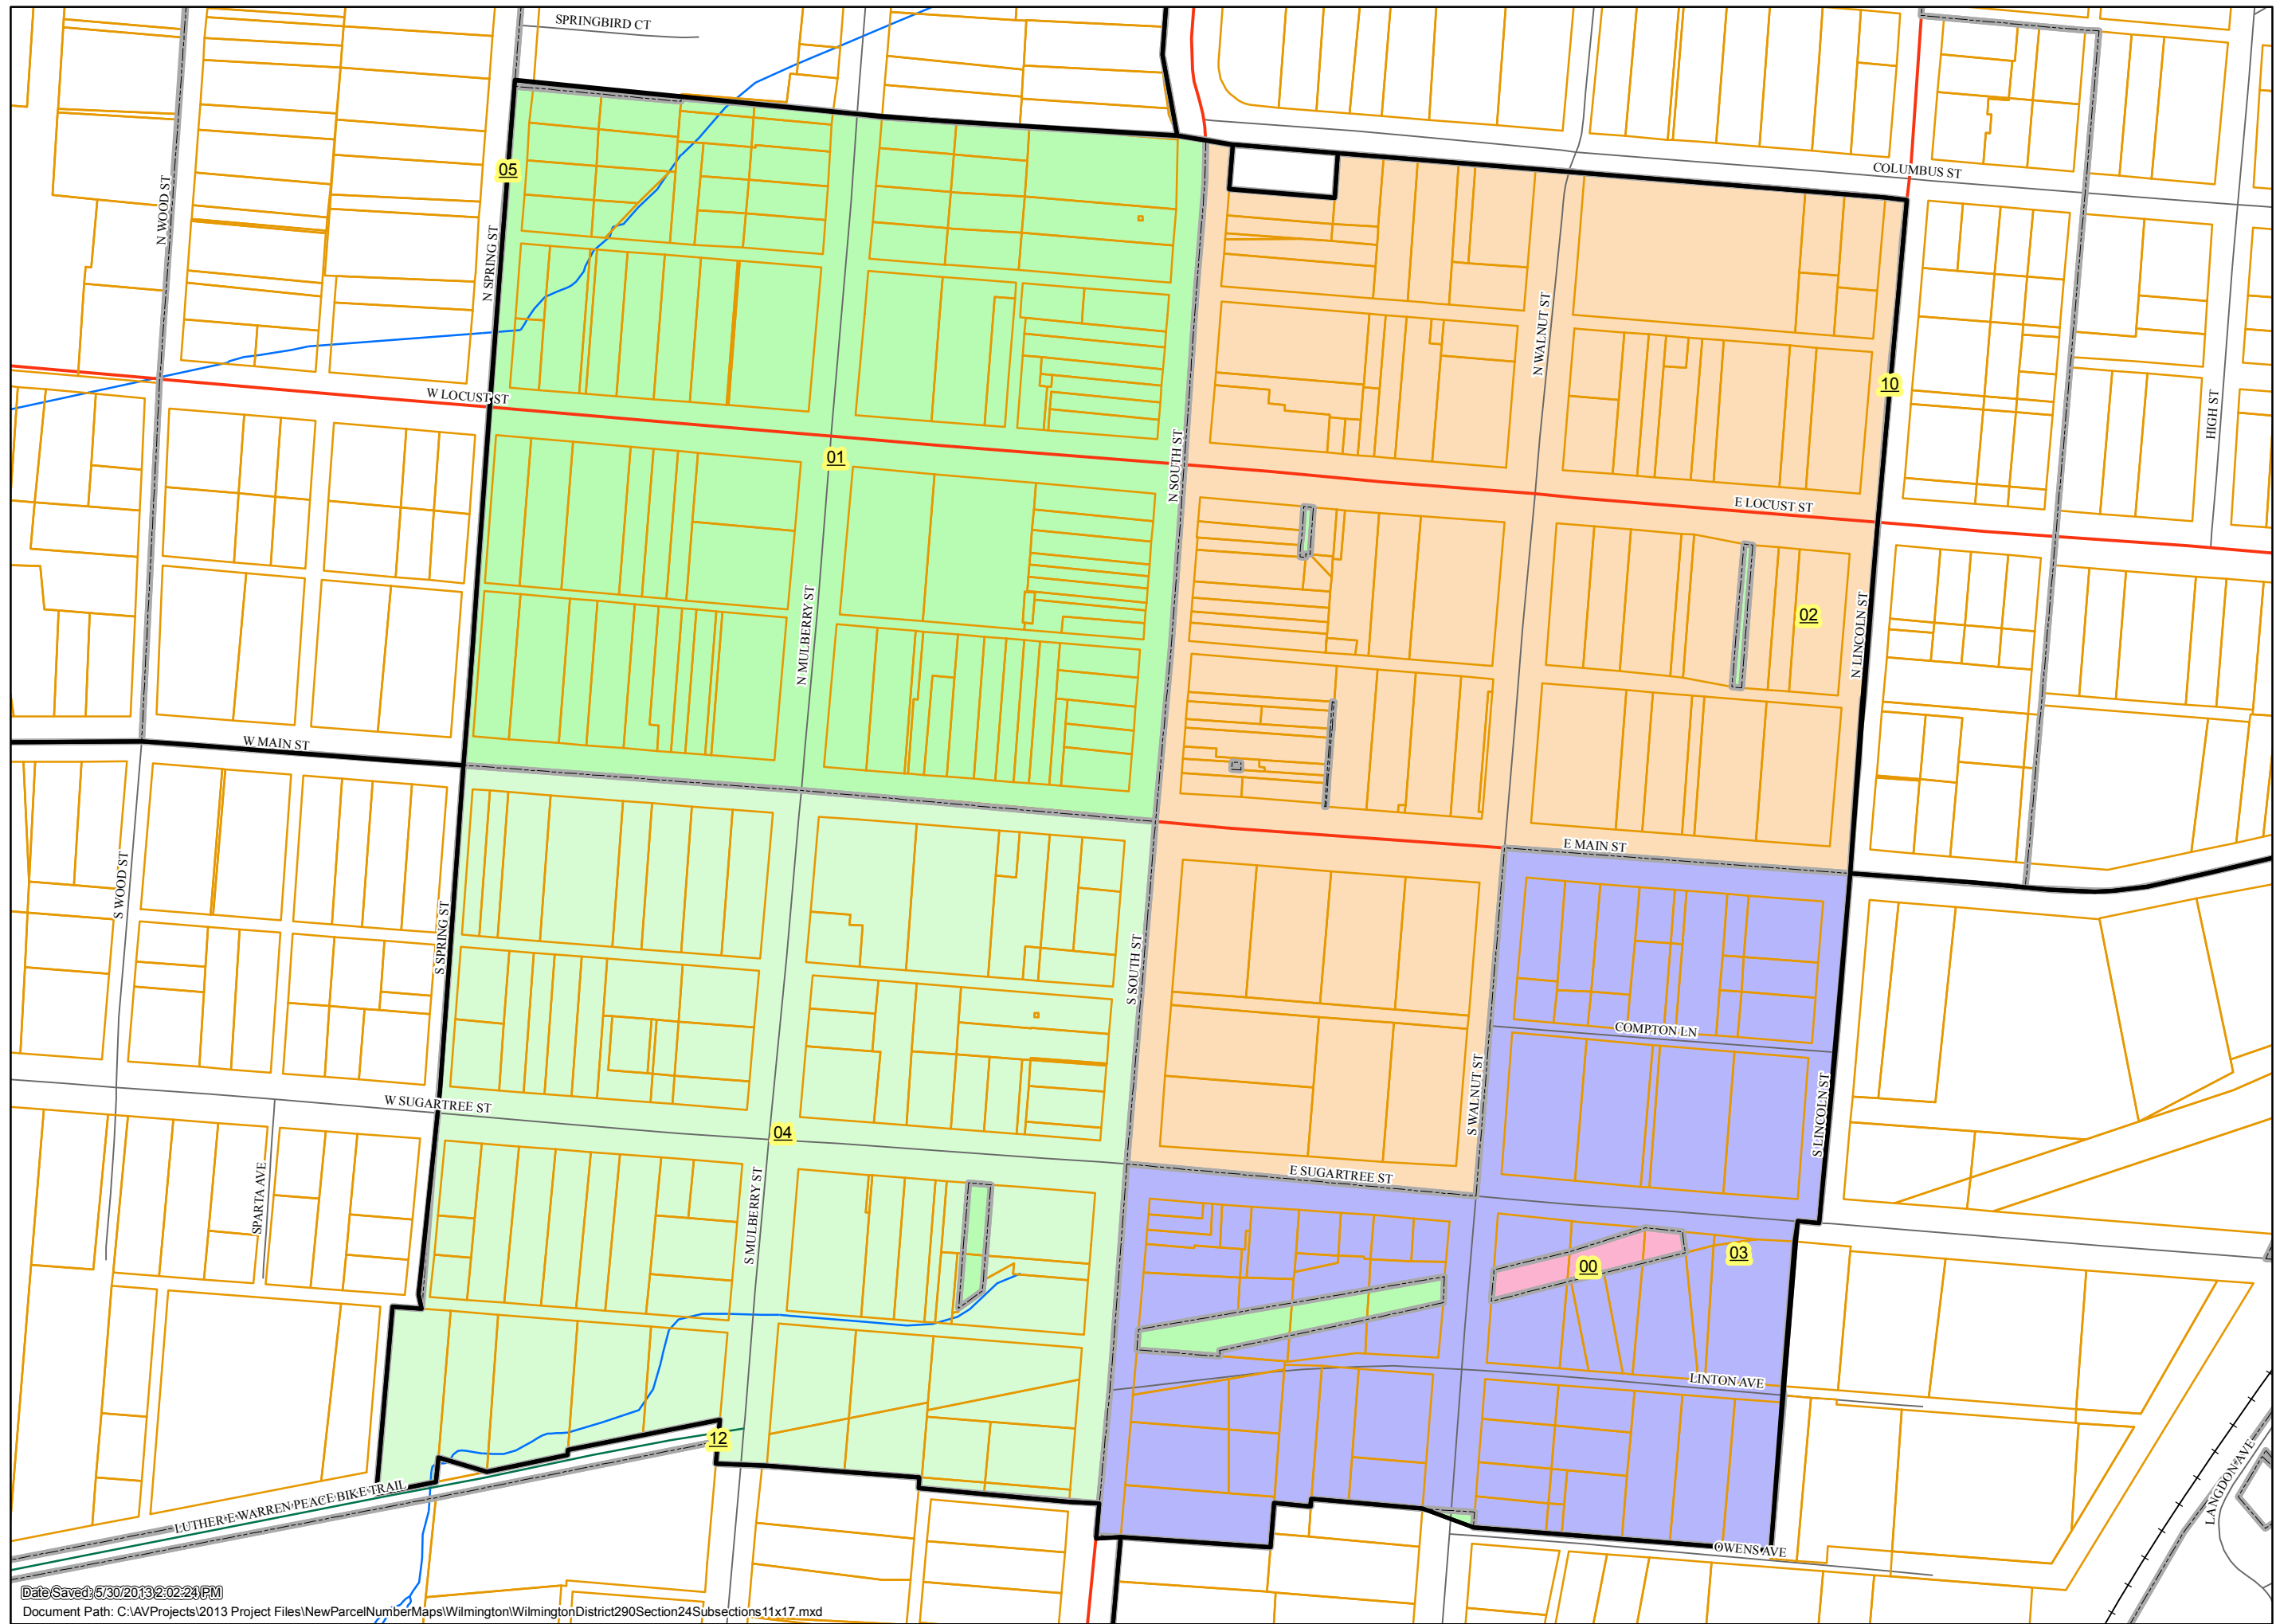 SPRINGBIRD CT
COLUMBUS ST
05
N WOOD ST
N SPRING ST
N WALNUT ST
10
HIGH ST
W LOCUST ST
01
N SOUTH ST
E LOCUST ST
02
N MULBERRY ST
N LINCOLN ST
W MAIN ST
E MAIN ST
S WOOD ST
S SPRING ST
S SOUTH ST
COMPTON LN
S WALNUT ST
S LINCOLN ST
W SUGARTREE ST
04
E SUGARTREE ST
SPARTA AVE
S MULBERRY ST
03
00
LINTON AVE
12
LUTHER E WARREN PEACE BIKE TRAIL
LANGDON AVE
OWENS AVE
Date Saved: 5/30/2013 2:02:24 PM
Document Path: C:\AVProjects\2013 Project Files\NewParcelNumberMaps\Wilmington\WilmingtonDistrict290Section24Subsections11x17.mxd